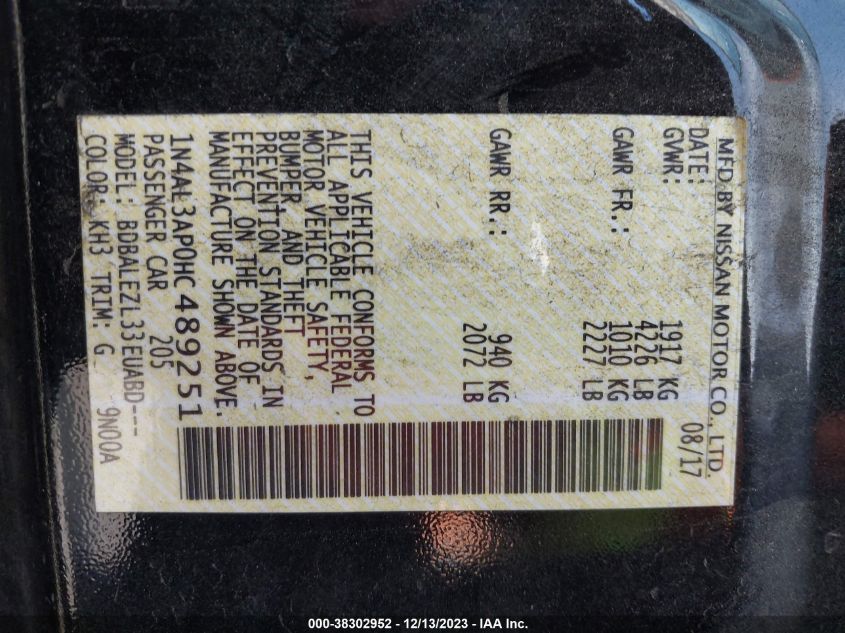 MFD BY NISSAN MOTOR CO., LTD.
DATE: 08/17
GVWR: 1917 KG
4226 LB
GAWR FR.: 1010 KG
2227 LB
GAWR RR.: 940 KG
2072 LB
THIS VEHICLE CONFORMS TO
ALL APPLICABLE FEDERAL
MOTOR VEHICLE SAFETY,
BUMPER, AND THEFT
PREVENTION STANDARDS IN
EFFECT ON THE DATE OF
MANUFACTURE SHOWN ABOVE.
1N4AL3AP0HC489251
PASSENGER CAR 205
MODEL: BDBALEZL33EUABD---
COLOR: KH3 TRIM: G 9N00A
000-38302952 - 12/13/2023 - IAA Inc.